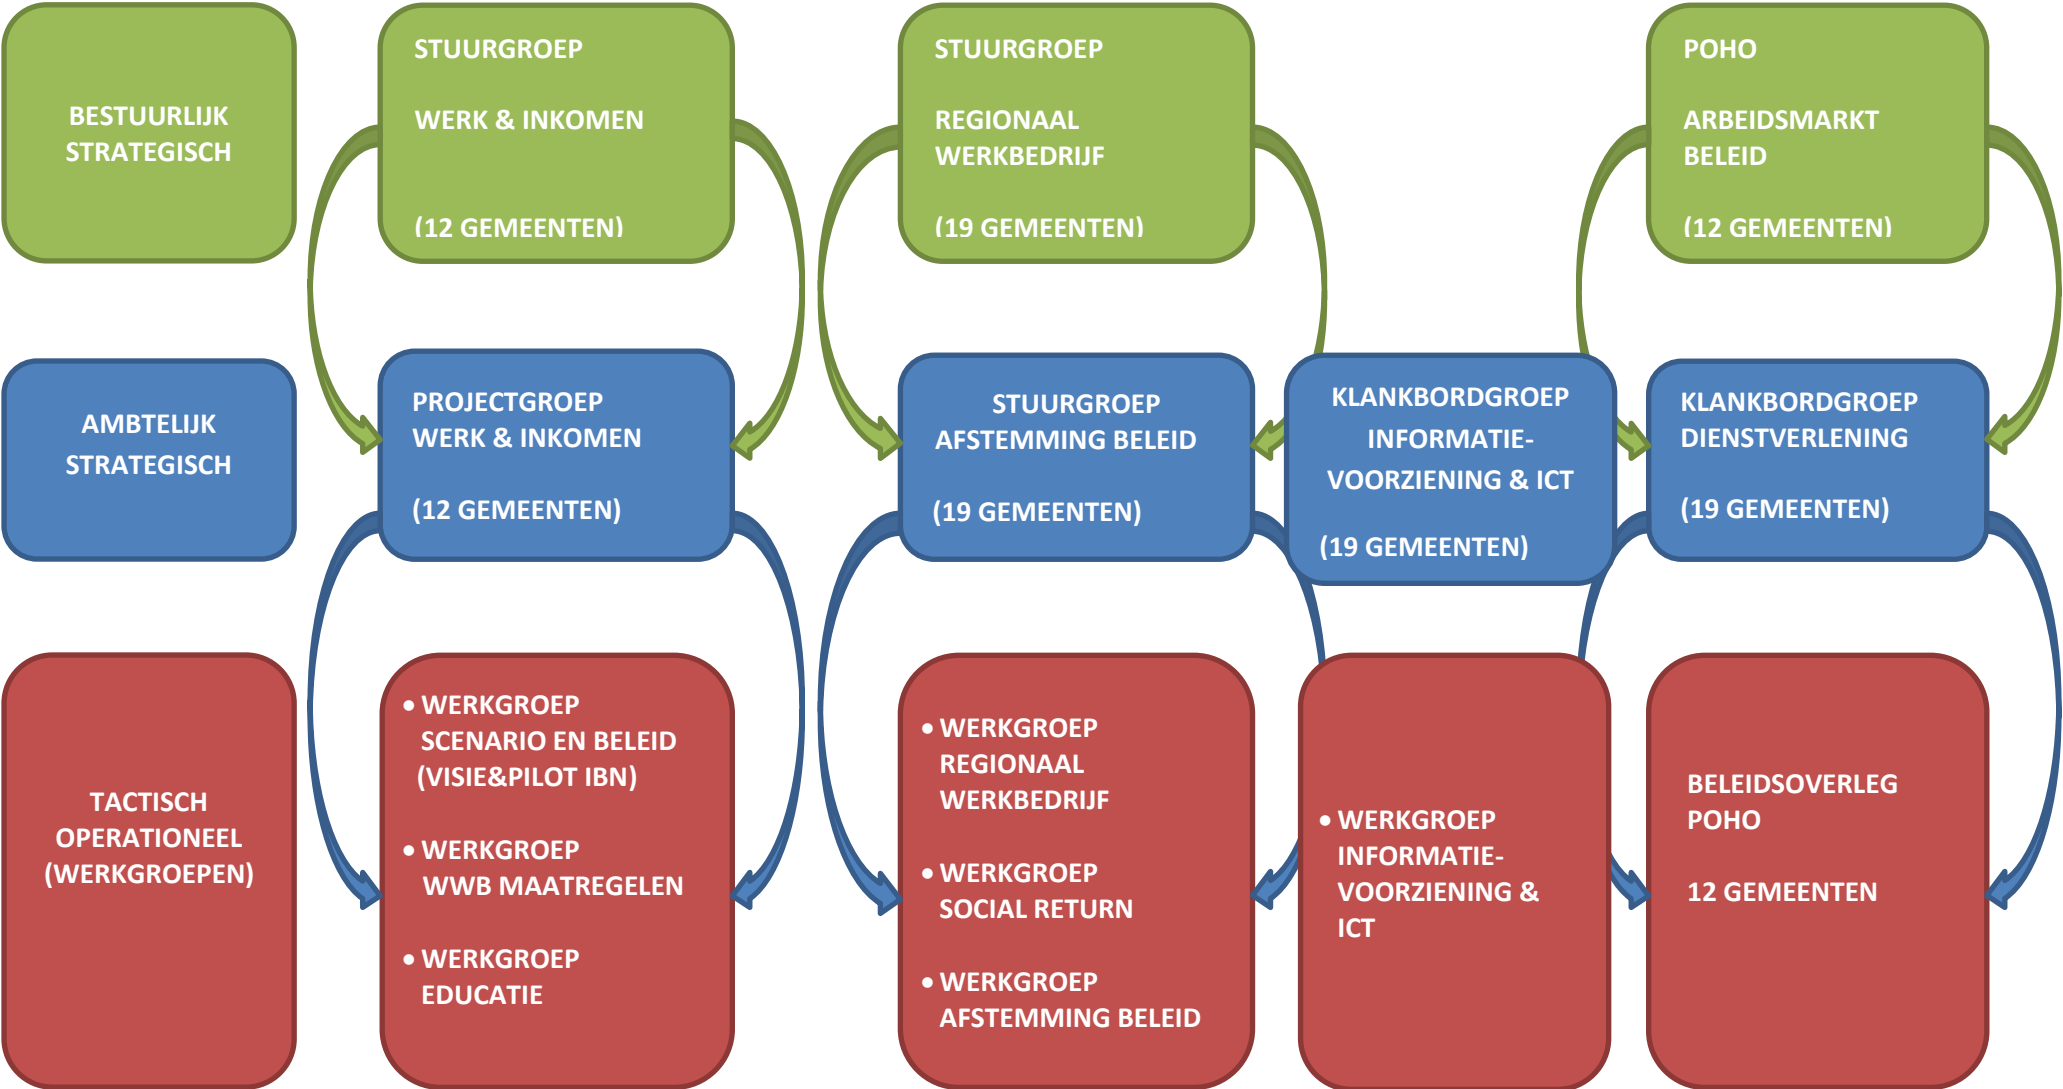 BESTUURLIJK
STRATEGISCH
STUURGROEP
WERK & INKOMEN
(12 GEMEENTEN)
STUURGROEP
REGIONAAL
WERKBEDRIJF
(19 GEMEENTEN)
POHO
ARBEIDSMARKT
BELEID
(12 GEMEENTEN)
AMBTELIJK
STRATEGISCH
PROJECTGROEP
WERK & INKOMEN
(12 GEMEENTEN)
STUURGROEP
AFSTEMMING BELEID
(19 GEMEENTEN)
KLANKBORDGROEP
INFORMATIE-
VOORZIENING & ICT
(19 GEMEENTEN)
KLANKBORDGROEP
DIENSTVERLENING
(19 GEMEENTEN)
TACTISCH
OPERATIONEEL
(WERKGROEPEN)
• WERKGROEP
SCENARIO EN BELEID
(VISIE&PILOT IBN)
• WERKGROEP
WWB MAATREGELEN
• WERKGROEP
EDUCATIE
• WERKGROEP
REGIONAAL
WERKBEDRIJF
• WERKGROEP
SOCIAL RETURN
• WERKGROEP
AFSTEMMING BELEID
• WERKGROEP
INFORMATIE-
VOORZIENING &
ICT
BELEIDSOVERLEG
POHO
12 GEMEENTEN